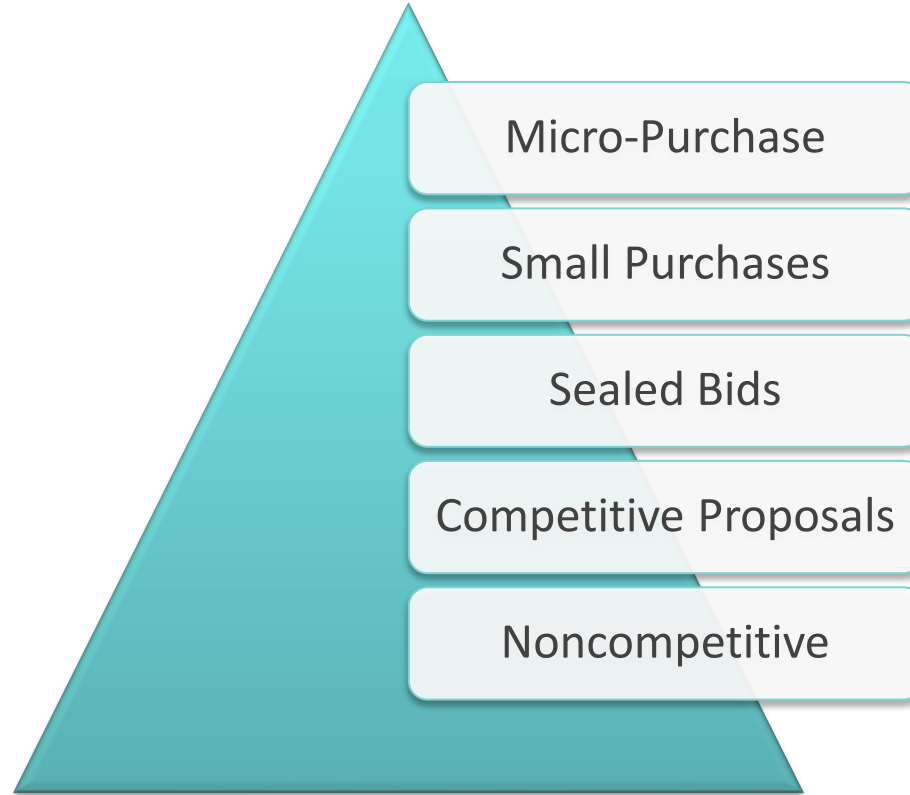 Micro-Purchase
Small Purchases
Sealed Bids
Competitive Proposals
Noncompetitive